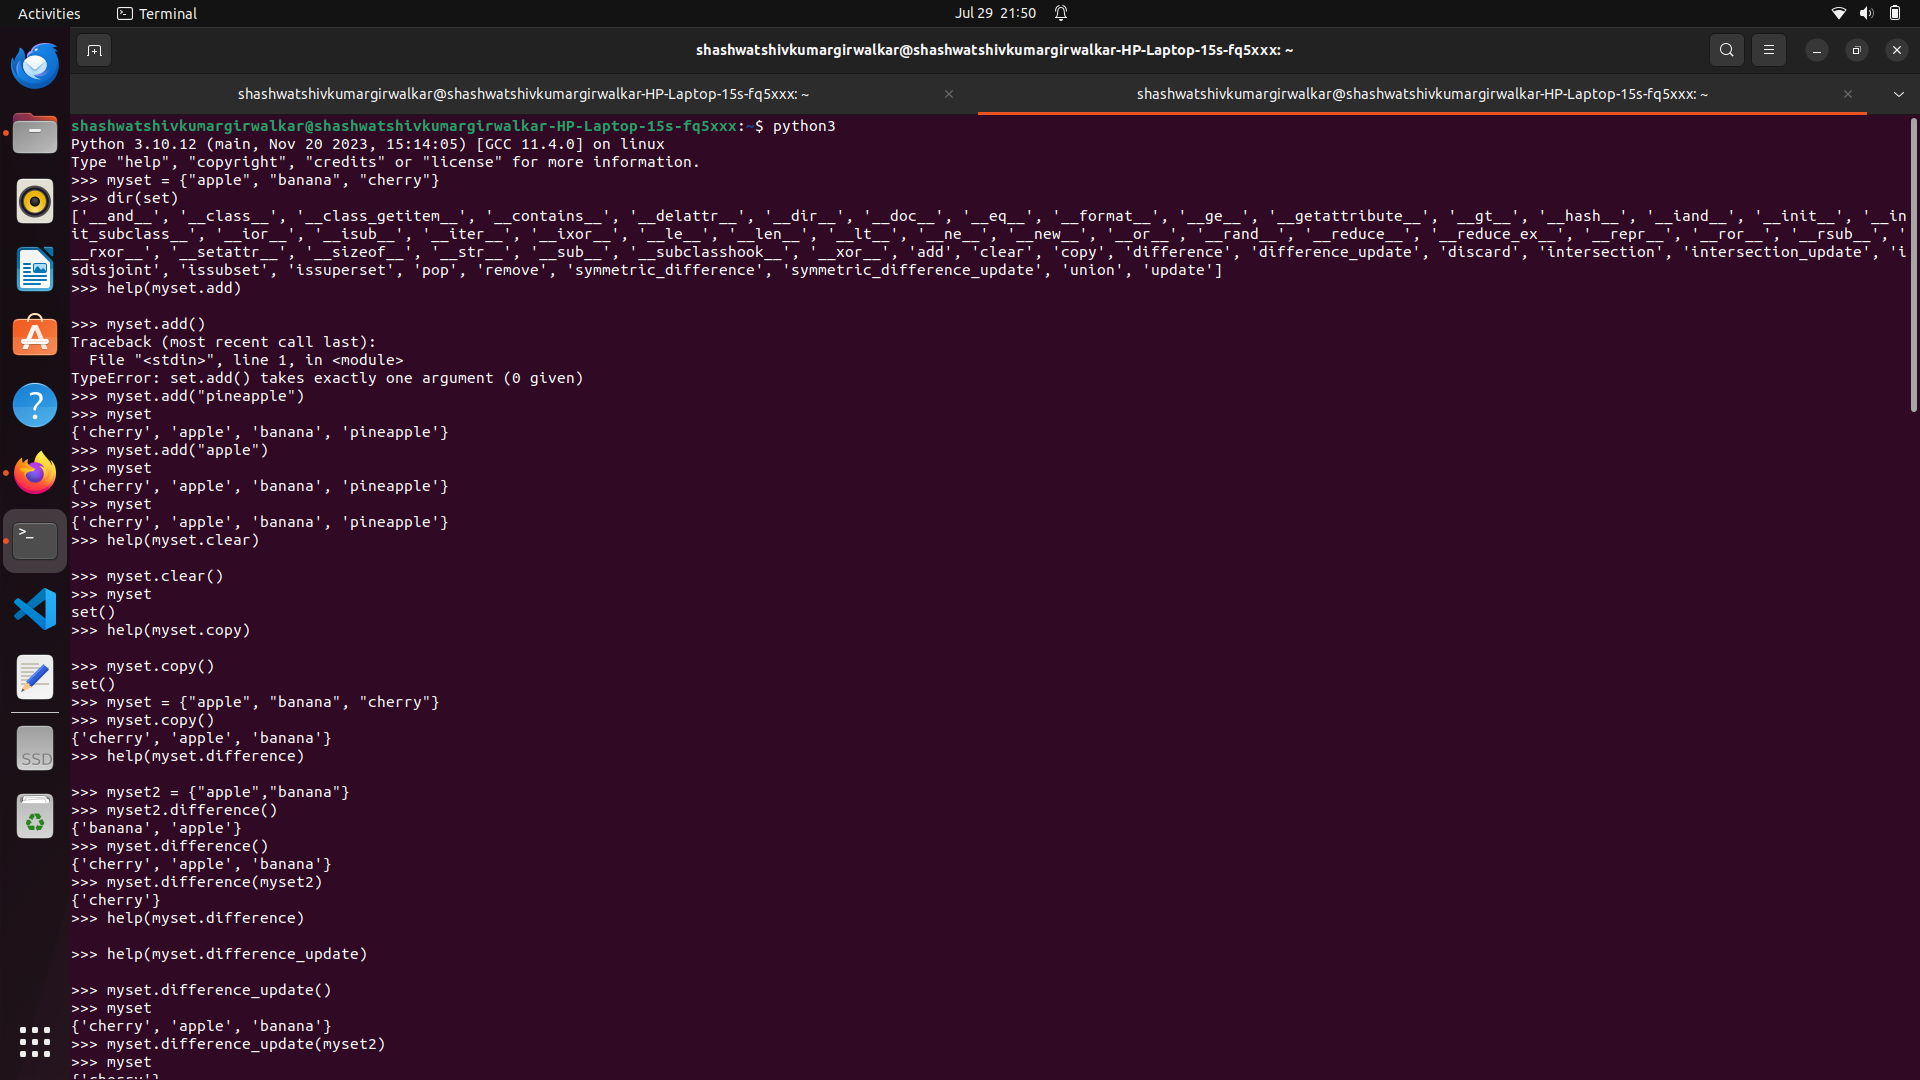 Activities
Terminal
Jul 29 21:50
shashwatshivkumargirwalkar@shashwatshivkumargirwalkar-HP-Laptop-15s-fq5xxx: ~
shashwatshivkumargirwalkar@shashwatshivkumargirwalkar-HP-Laptop-15s-fq5xxx: ~
shashwatshivkumargirwalkar@shashwatshivkumargirwalkar-HP-Laptop-15s-fq5xxx: ~
shashwatshivkumargirwalkar@shashwatshivkumargirwalkar-HP-Laptop-15s-fq5xxx:~$ python3
Python 3.10.12 (main, Nov 20 2023, 15:14:05) [GCC 11.4.0] on linux
Type "help", "copyright", "credits" or "license" for more information.
>>> myset = {"apple", "banana", "cherry"}
>>> dir(set)
['__and__', '__class__', '__class_getitem__', '__contains__', '__delattr__', '__dir__', '__doc__', '__eq__', '__format__', '__ge__', '__getattribute__', '__gt__', '__hash__', '__iand__', '__init__', '__in
it_subclass__', '__ior__', '__isub__', '__iter__', '__ixor__', '__le__', '__len__', '__lt__', '__ne__', '__new__', '__or__', '__rand__', '__reduce__', '__reduce_ex__', '__repr__', '__ror__', '__rsub__', '
__rxor__', '__setattr__', '__sizeof__', '__str__', '__sub__', '__subclasshook__', '__xor__', 'add', 'clear', 'copy', 'difference', 'difference_update', 'discard', 'intersection', 'intersection_update', 'i
sdisjoint', 'issubset', 'issuperset', 'pop', 'remove', 'symmetric_difference', 'symmetric_difference_update', 'union', 'update']
>>> help(myset.add)
>>> myset.add()
Traceback (most recent call last):
  File "<stdin>", line 1, in <module>
TypeError: set.add() takes exactly one argument (0 given)
>>> myset.add("pineapple")
>>> myset
{'cherry', 'apple', 'banana', 'pineapple'}
>>> myset.add("apple")
>>> myset
{'cherry', 'apple', 'banana', 'pineapple'}
>>> myset
{'cherry', 'apple', 'banana', 'pineapple'}
>>> help(myset.clear)
>>> myset.clear()
>>> myset
set()
>>> help(myset.copy)
>>> myset.copy()
set()
>>> myset = {"apple", "banana", "cherry"}
>>> myset.copy()
{'cherry', 'apple', 'banana'}
>>> help(myset.difference)
>>> myset2 = {"apple","banana"}
>>> myset2.difference()
{'banana', 'apple'}
>>> myset.difference()
{'cherry', 'apple', 'banana'}
>>> myset.difference(myset2)
{'cherry'}
>>> help(myset.difference)
>>> help(myset.difference_update)
>>> myset.difference_update()
>>> myset
{'cherry', 'apple', 'banana'}
>>> myset.difference_update(myset2)
>>> myset
{'cherry'}
SSD